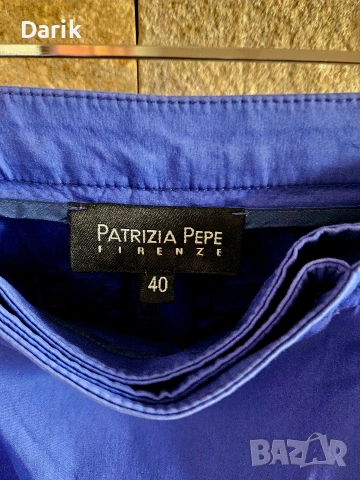 Darik
PATRIZIA PEPE
FIRENZE
40
BAZAR